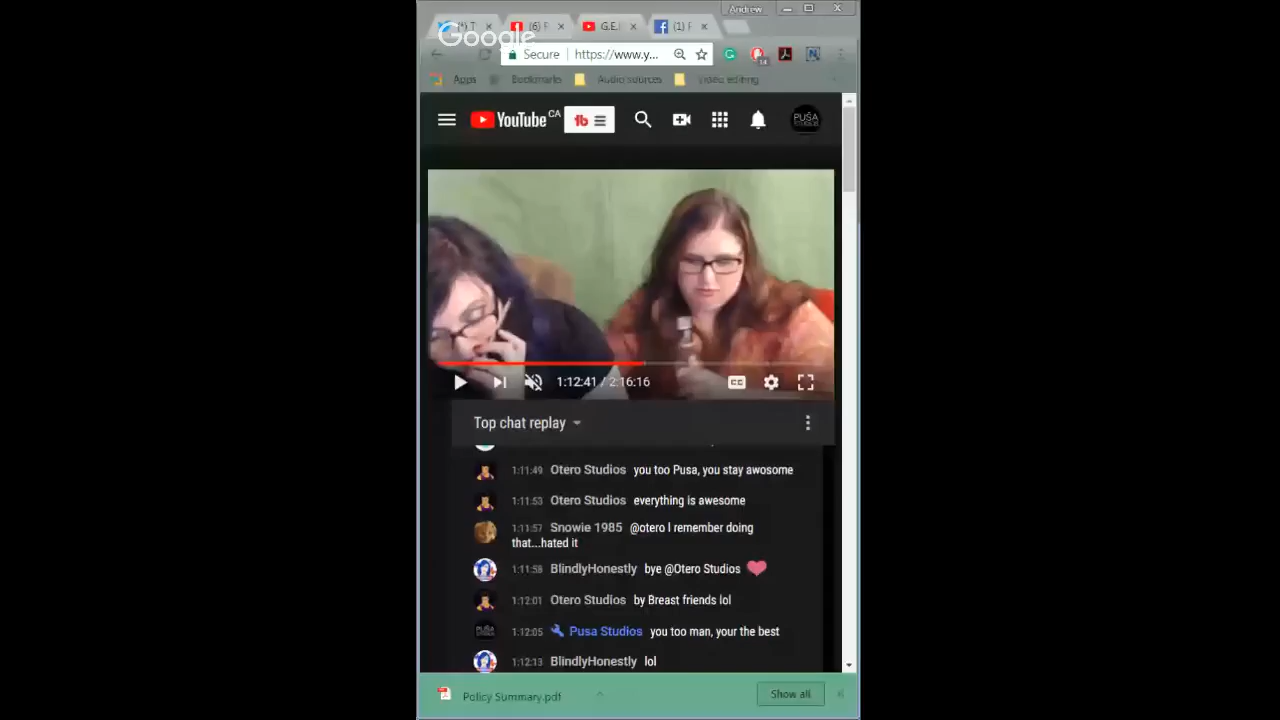 Andrew
(6) F
G.E.
(1) F
Google
Secure https://www.y...
Apps Bookmarks Audio sources Video editing
YouTube CA
PUSA
1:12:41 / 2:16:16
CC
Top chat replay
1:11:49 Otero Studios you too Pusa, you stay awosome
1:11:53 Otero Studios everything is awesome
1:11:57 Snowie 1985 @otero I remember doing
that...hated it
1:11:58 BlindlyHonestly bye @Otero Studios
1:12:01 Otero Studios by Breast friends lol
1:12:05 Pusa Studios you too man, your the best
1:12:13 BlindlyHonestly lol
Policy Summary.pdf
Show all